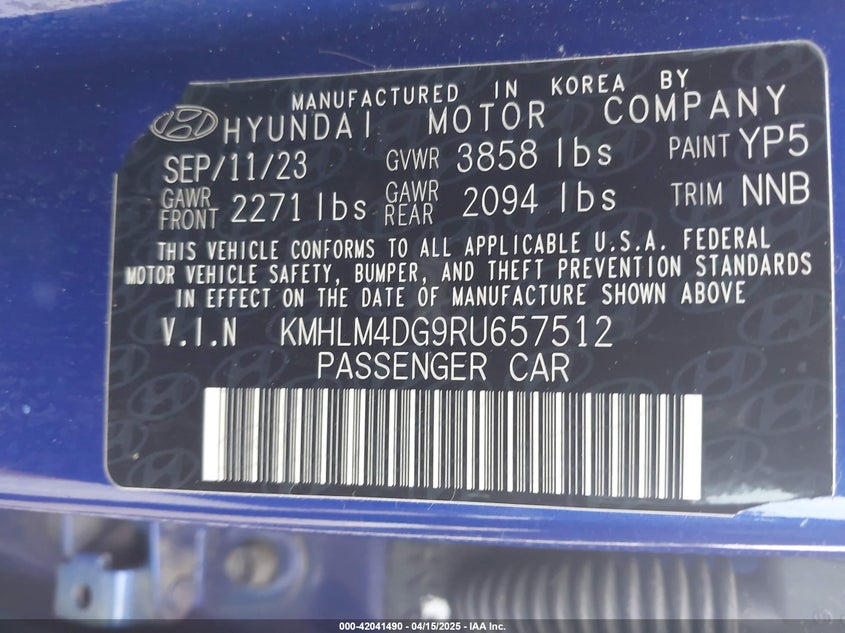 MANUFACTURED IN KOREA BY
HYUNDAI MOTOR COMPANY
SEP/11/23 GVWR 3858 lbs PAINT YP5
GAWR FRONT 2271 lbs GAWR REAR 2094 lbs TRIM NNB
THIS VEHICLE CONFORMS TO ALL APPLICABLE U.S.A. FEDERAL
MOTOR VEHICLE SAFETY, BUMPER, AND THEFT PREVENTION STANDARDS
IN EFFECT ON THE DATE OF MANUFACTURE SHOWN ABOVE
V.I.N KMHLM4DG9RU657512
PASSENGER CAR
000-42041490 - 04/15/2025 - IAA Inc.